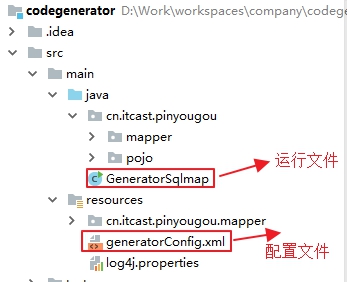 codegenerator D:\Work\workspaces\company\codege
.idea
src
main
java
cn.itcast.pinyougou
mapper
pojo
GeneratorSqlmap
运行文件
resources
cn.itcast.pinyougou.mapper
generatorConfig.xml
配置文件
log4j.properties